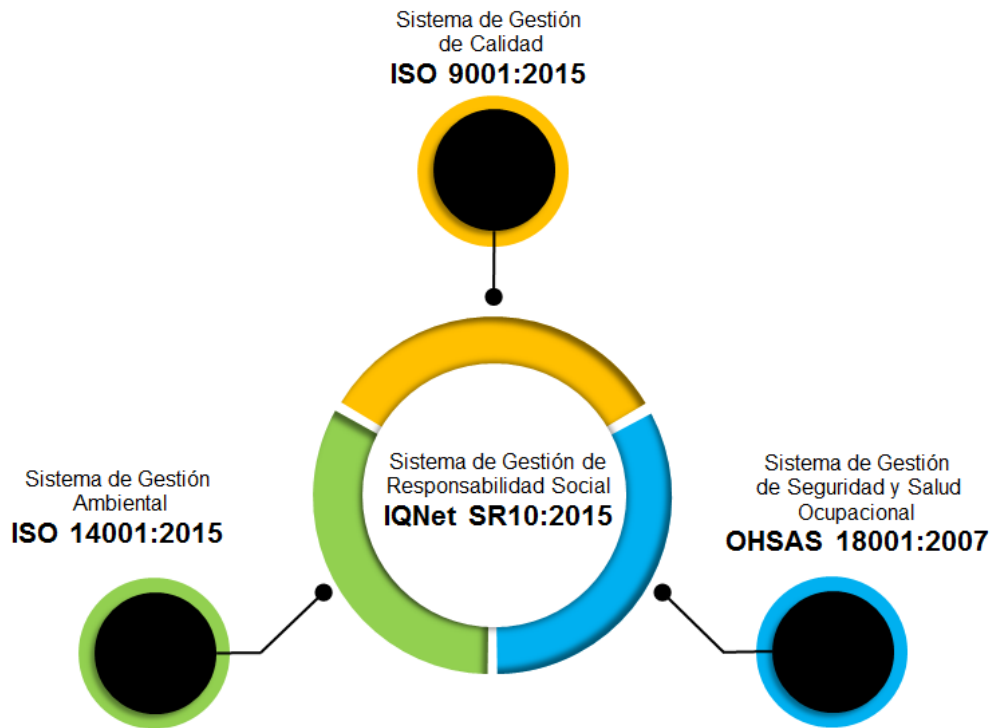 Sistema de Gestión
de Calidad
ISO 9001:2015
Sistema de Gestión de
Responsabilidad Social
IQNet SR10:2015
Sistema de Gestión
Ambiental
ISO 14001:2015
Sistema de Gestión
de Seguridad y Salud
Ocupacional
OHSAS 18001:2007